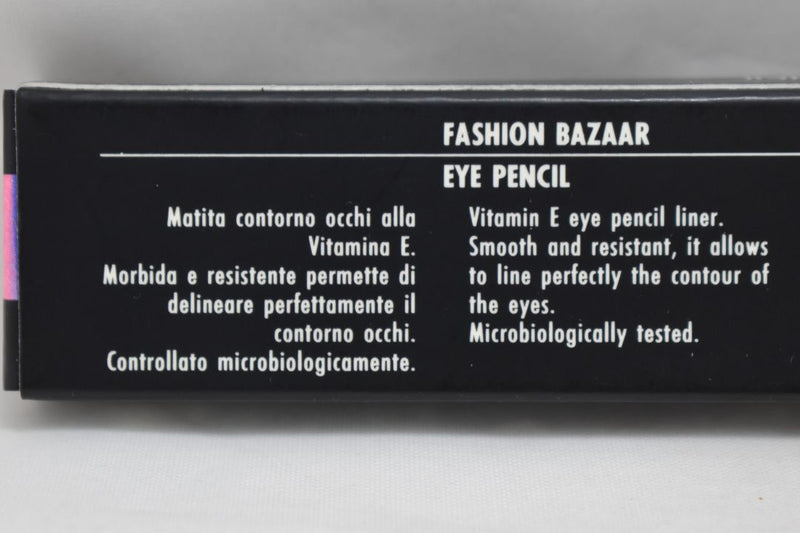 FASHION BAZAAR
EYE PENCIL
Matita contorno occhi alla
Vitamina E.
Morbida e resistente permette di
delineare perfettamente il
contorno occhi.
Controllato microbiologicamente.
Vitamin E eye pencil liner.
Smooth and resistant, it allows
to line perfectly the contour of
the eyes.
Microbiologically tested.